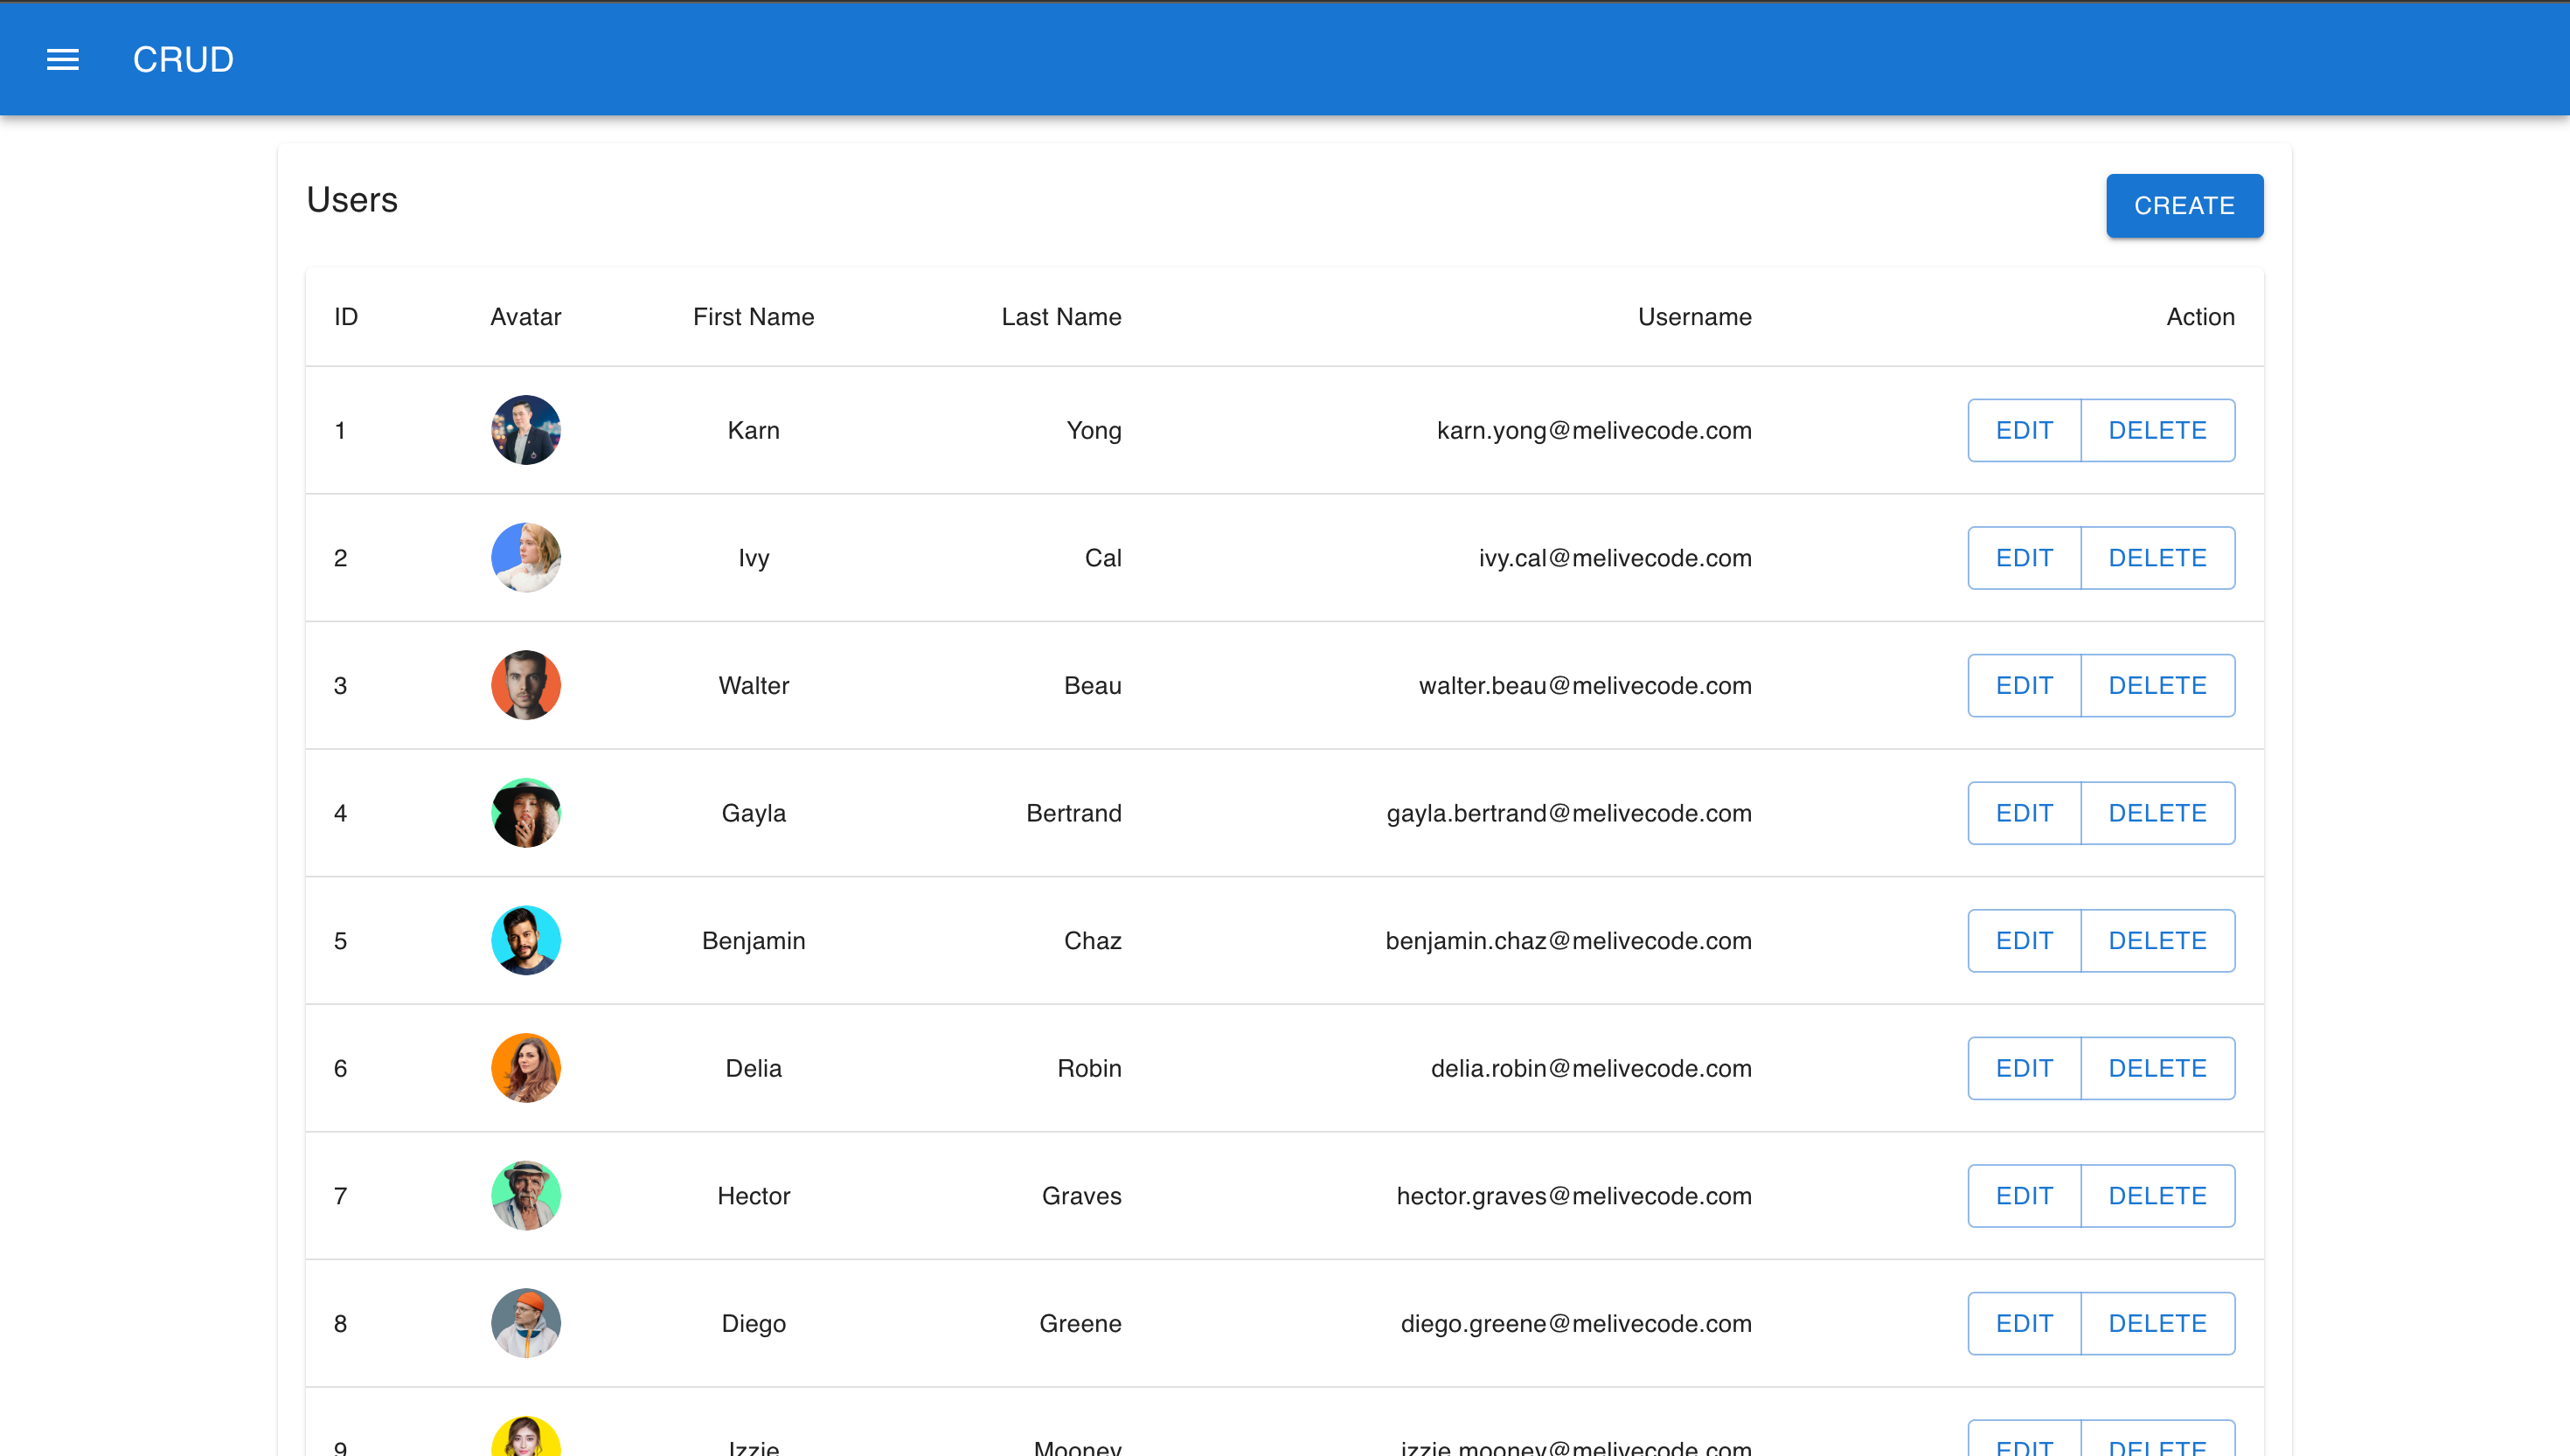 CRUD
Users
CREATE
ID Avatar First Name Last Name Username Action
1 Karn Yong karn.yong@melivecode.com EDIT DELETE
2 Ivy Cal ivy.cal@melivecode.com EDIT DELETE
3 Walter Beau walter.beau@melivecode.com EDIT DELETE
4 Gayla Bertrand gayla.bertrand@melivecode.com EDIT DELETE
5 Benjamin Chaz benjamin.chaz@melivecode.com EDIT DELETE
6 Delia Robin delia.robin@melivecode.com EDIT DELETE
7 Hector Graves hector.graves@melivecode.com EDIT DELETE
8 Diego Greene diego.greene@melivecode.com EDIT DELETE
9 Izzie Mooney izzie.mooney@melivecode.com EDIT DELETE